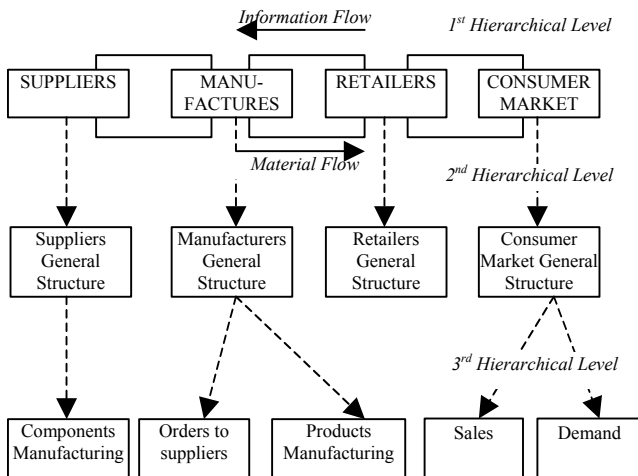 Information Flow
1st Hierarchical Level
SUPPLIERS
MANU-
FACTURES
RETAILERS
CONSUMER
MARKET
Material Flow
2nd Hierarchical Level
Suppliers
General
Structure
Manufacturers
General
Structure
Retailers
General
Structure
Consumer
Market General
Structure
3rd Hierarchical Level
Components
Manufacturing
Orders to
suppliers
Products
Manufacturing
Sales
Demand